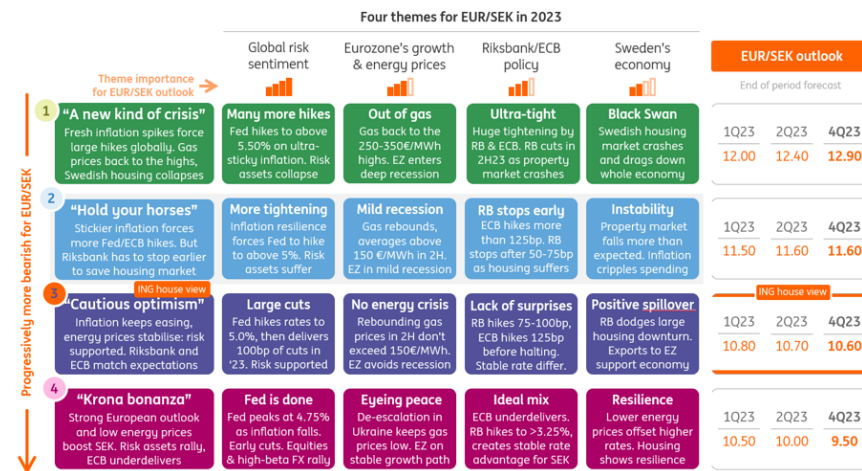 Four themes for EUR/SEK in 2023
Global risk
sentiment
Eurozone's growth
& energy prices
Riksbank/ECB
policy
Sweden's
economy
EUR/SEK outlook
Theme importance
for EUR/SEK outlook
End of period forecast
Progressively more bearish for EUR/SEK
1
"A new kind of crisis"
Fresh inflation spikes force
large hikes globally. Gas
prices back to the highs,
Swedish housing collapses
Many more hikes
Fed hikes to above
5.50% on ultra-
sticky inflation. Risk
assets collapse
Out of gas
Gas back to the
250-350€/MWh
highs. EZ enters
deep recession
Ultra-tight
Huge tightening by
RB & ECB. RB cuts in
2H23 as property
market crashes
Black Swan
Swedish housing
market crashes
and drags down
whole economy
1Q23 2Q23 4Q23
12.00 12.40 12.90
2
"Hold your horses"
Stickier inflation forces
more Fed/ECB hikes. But
Riksbank has to stop earlier
to save housing market
More tightening
Inflation resilience
forces Fed to hike
to above 5%. Risk
assets suffer
Mild recession
Gas rebounds,
averages above
150 €/MWh in 2H.
EZ in mild recession
RB stops early
ECB hikes more
than 125bp. RB
stops after 50-75bp
as housing suffers
Instability
Property market
falls more than
expected. Inflation
cripples spending
1Q23 2Q23 4Q23
11.50 11.60 11.60
ING house view
3
"Cautious optimism"
Inflation keeps easing,
energy prices stabilise: risk
supported. Riksbank and
ECB match expectations
Large cuts
Fed hikes rates to
5.0%, then delivers
100bp of cuts in
'23. Risk supported
No energy crisis
Rebounding gas
prices in 2H don't
exceed 150€/MWh.
EZ avoids recession
Lack of surprises
RB hikes 75-100bp,
ECB hikes 125bp
before halting.
Stable rate differ.
Positive spillover
RB dodges large
housing downturn.
Exports to EZ
support economy
ING house view
1Q23 2Q23 4Q23
10.80 10.70 10.60
4
"Krona bonanza"
Strong European outlook
and low energy prices
boost SEK. Risk assets rally,
ECB underdelivers
Fed is done
Fed peaks at 4.75%
as inflation falls.
Early cuts. Equities
& high-beta FX rally
Eyeing peace
De-escalation in
Ukraine keeps gas
prices low. EZ on
stable growth path
Ideal mix
ECB underdelivers.
RB hikes to >3.25%,
creates stable rate
advantage for SEK
Resilience
Lower energy
prices offset higher
rates. Housing
shows resilience
1Q23 2Q23 4Q23
10.50 10.00 9.50